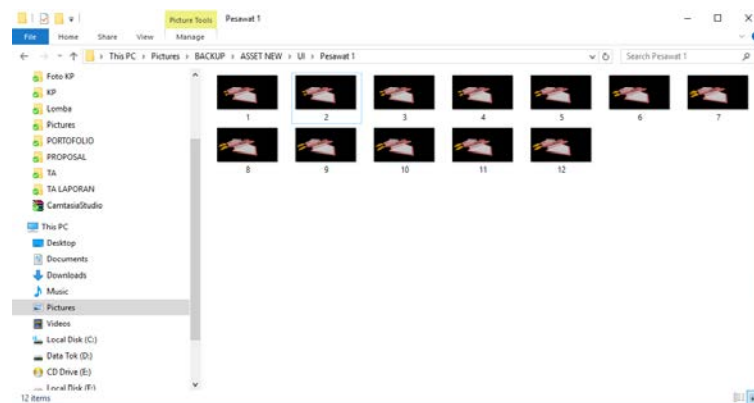 Picture Tools Pesawat 1
File Home Share View Manage
This PC › Pictures › BACKUP › ASSET NEW › UI › Pesawat 1
Search Pesawat 1
Foto KP
KP
Lomba
Pictures
PORTOFOLIO
PROPOSAL
TA
TA LAPORAN
CamtasiaStudio
This PC
Desktop
Documents
Downloads
Music
Pictures
Videos
Local Disk (C:)
Data Tok (D:)
CD Drive (E:)
Local Disk (F:)
1 2 3 4 5 6 7
8 9 10 11 12
12 items